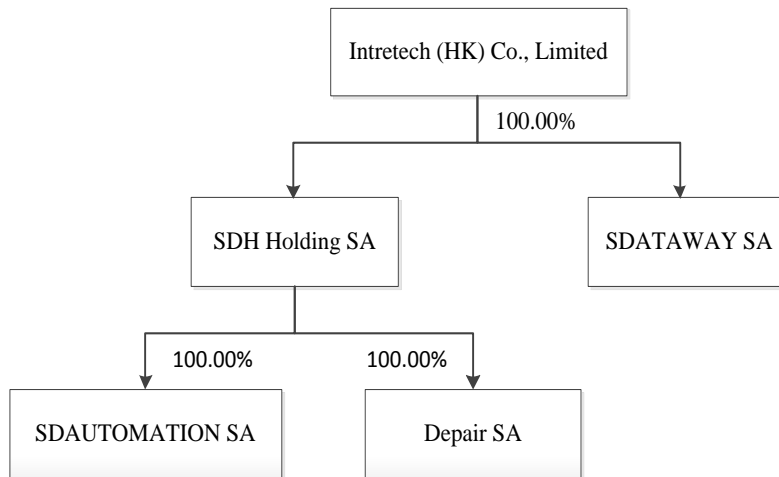 Intretech (HK) Co., Limited
100.00%
SDH Holding SA
SDATAWAY SA
100.00%
100.00%
SDAUTOMATION SA
Depair SA